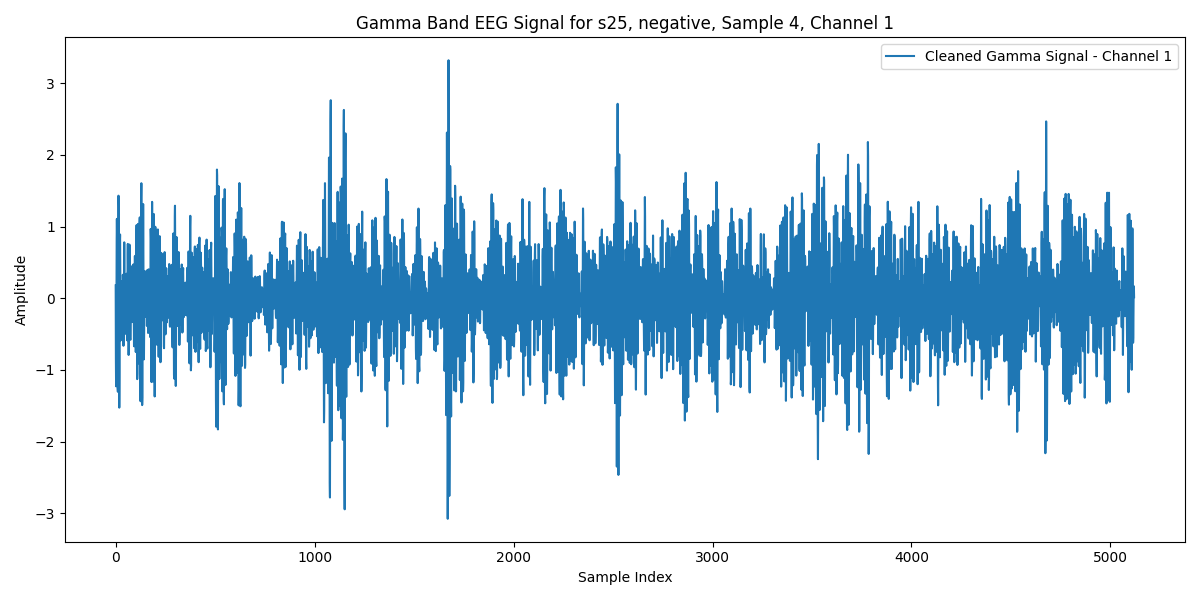 Gamma Band EEG Signal for s25, negative, Sample 4, Channel 1
Cleaned Gamma Signal - Channel 1
Amplitude
3
2
1
0
−1
−2
−3
0 1000 2000 3000 4000 5000
Sample Index